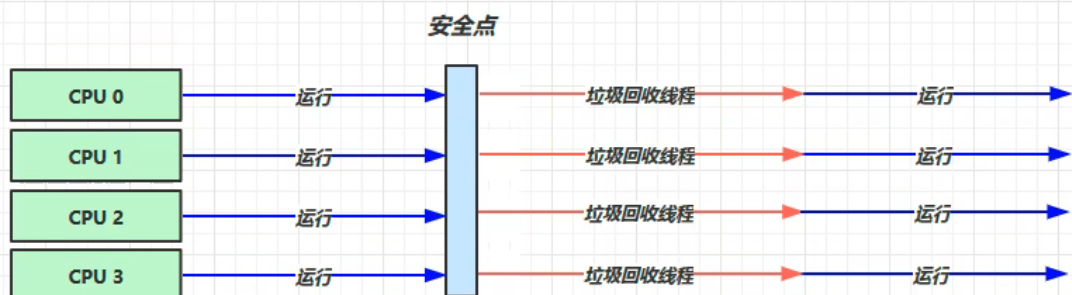 安全点
CPU 0 运行 垃圾回收线程 运行
CPU 1 运行 垃圾回收线程 运行
CPU 2 运行 垃圾回收线程 运行
CPU 3 运行 垃圾回收线程 运行